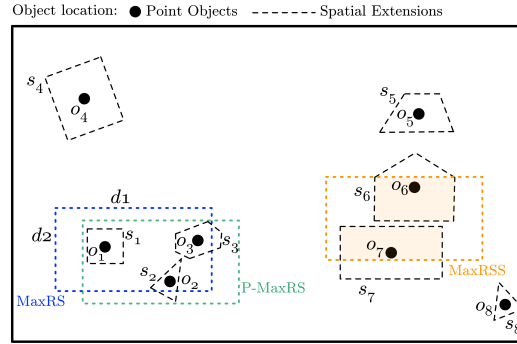 Object location: Point Objects Spatial Extensions
s4
o4
s5
o5
s6
o6
d1
d2
o1
s1
o3
s3
o7
s2
o2
MaxRSS
P-MaxRS
s7
MaxRS
o8
s8